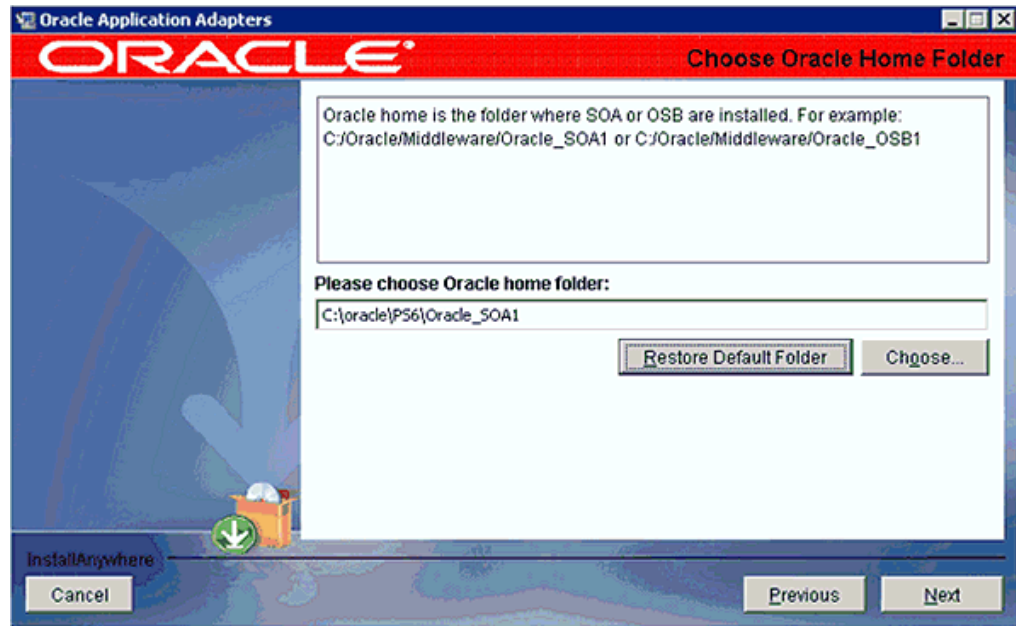 Oracle Application Adapters
ORACLE
Choose Oracle Home Folder
Oracle home is the folder where SOA or OSB are installed. For example:
C:/Oracle/Middleware/Oracle_SOA1 or C:/Oracle/Middleware/Oracle_OSB1
Please choose Oracle home folder:
C:\oracle\PS6\Oracle_SOA1
Restore Default Folder
Choose...
InstallAnywhere
Cancel
Previous
Next